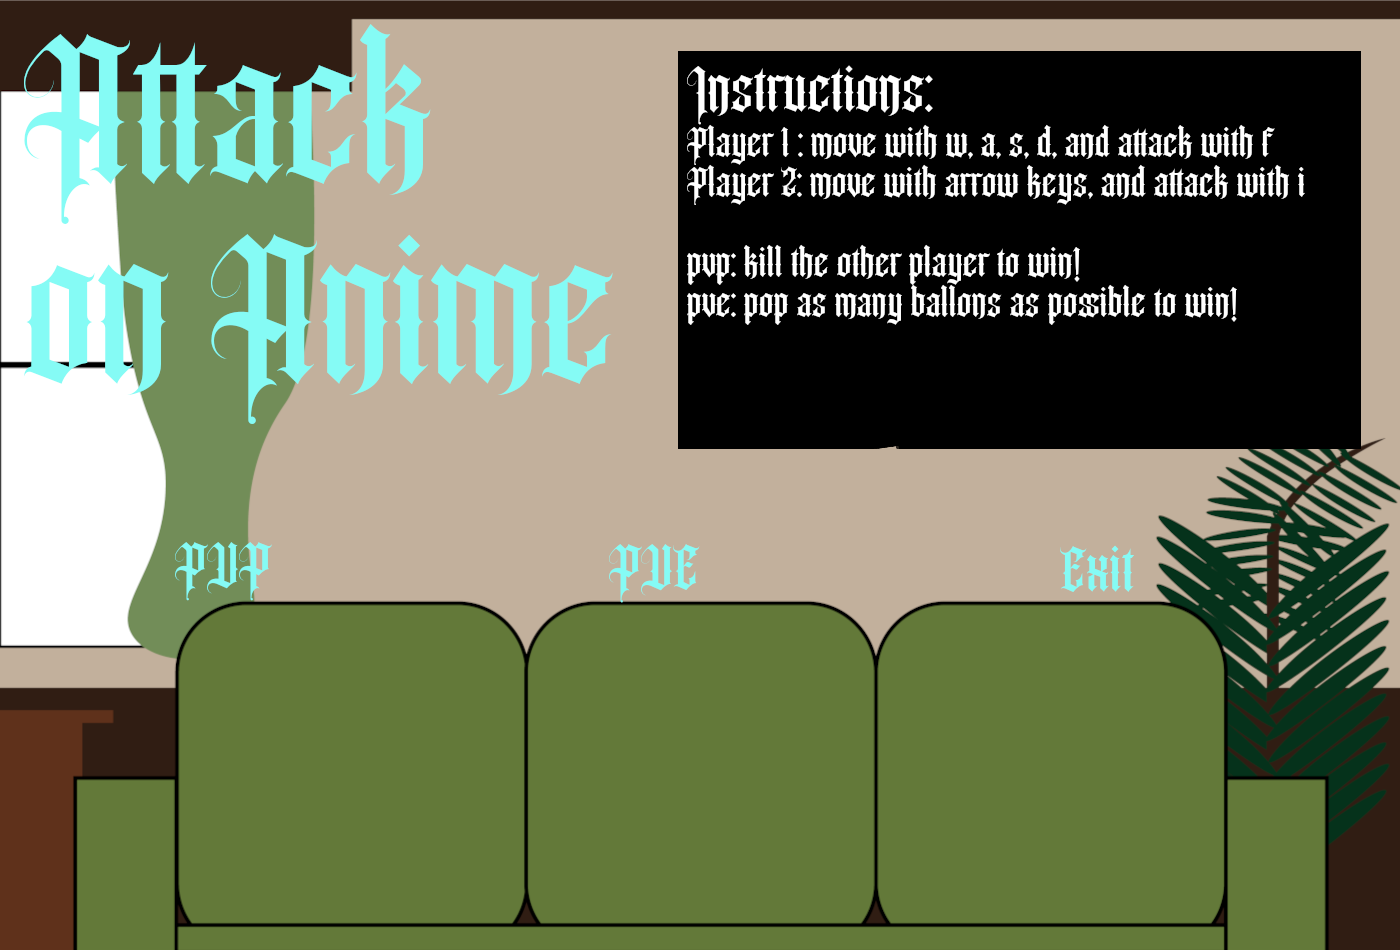 Attack
on Anime
Instructions:
Player 1 : move with w, a, s, d, and attack with f
Player 2: move with arrow keys, and attack with i
pvp: kill the other player to win!
pve: pop as many ballons as possible to win!
PVP
PVE
Exit